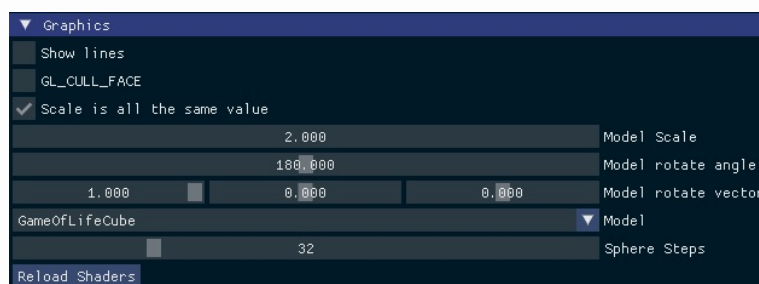 Graphics
Show lines
GL_CULL_FACE
Scale is all the same value
2.000 Model Scale
180.000 Model rotate angle
1.000 0.000 0.000 Model rotate vector
GameOfLifeCube Model
32 Sphere Steps
Reload Shaders